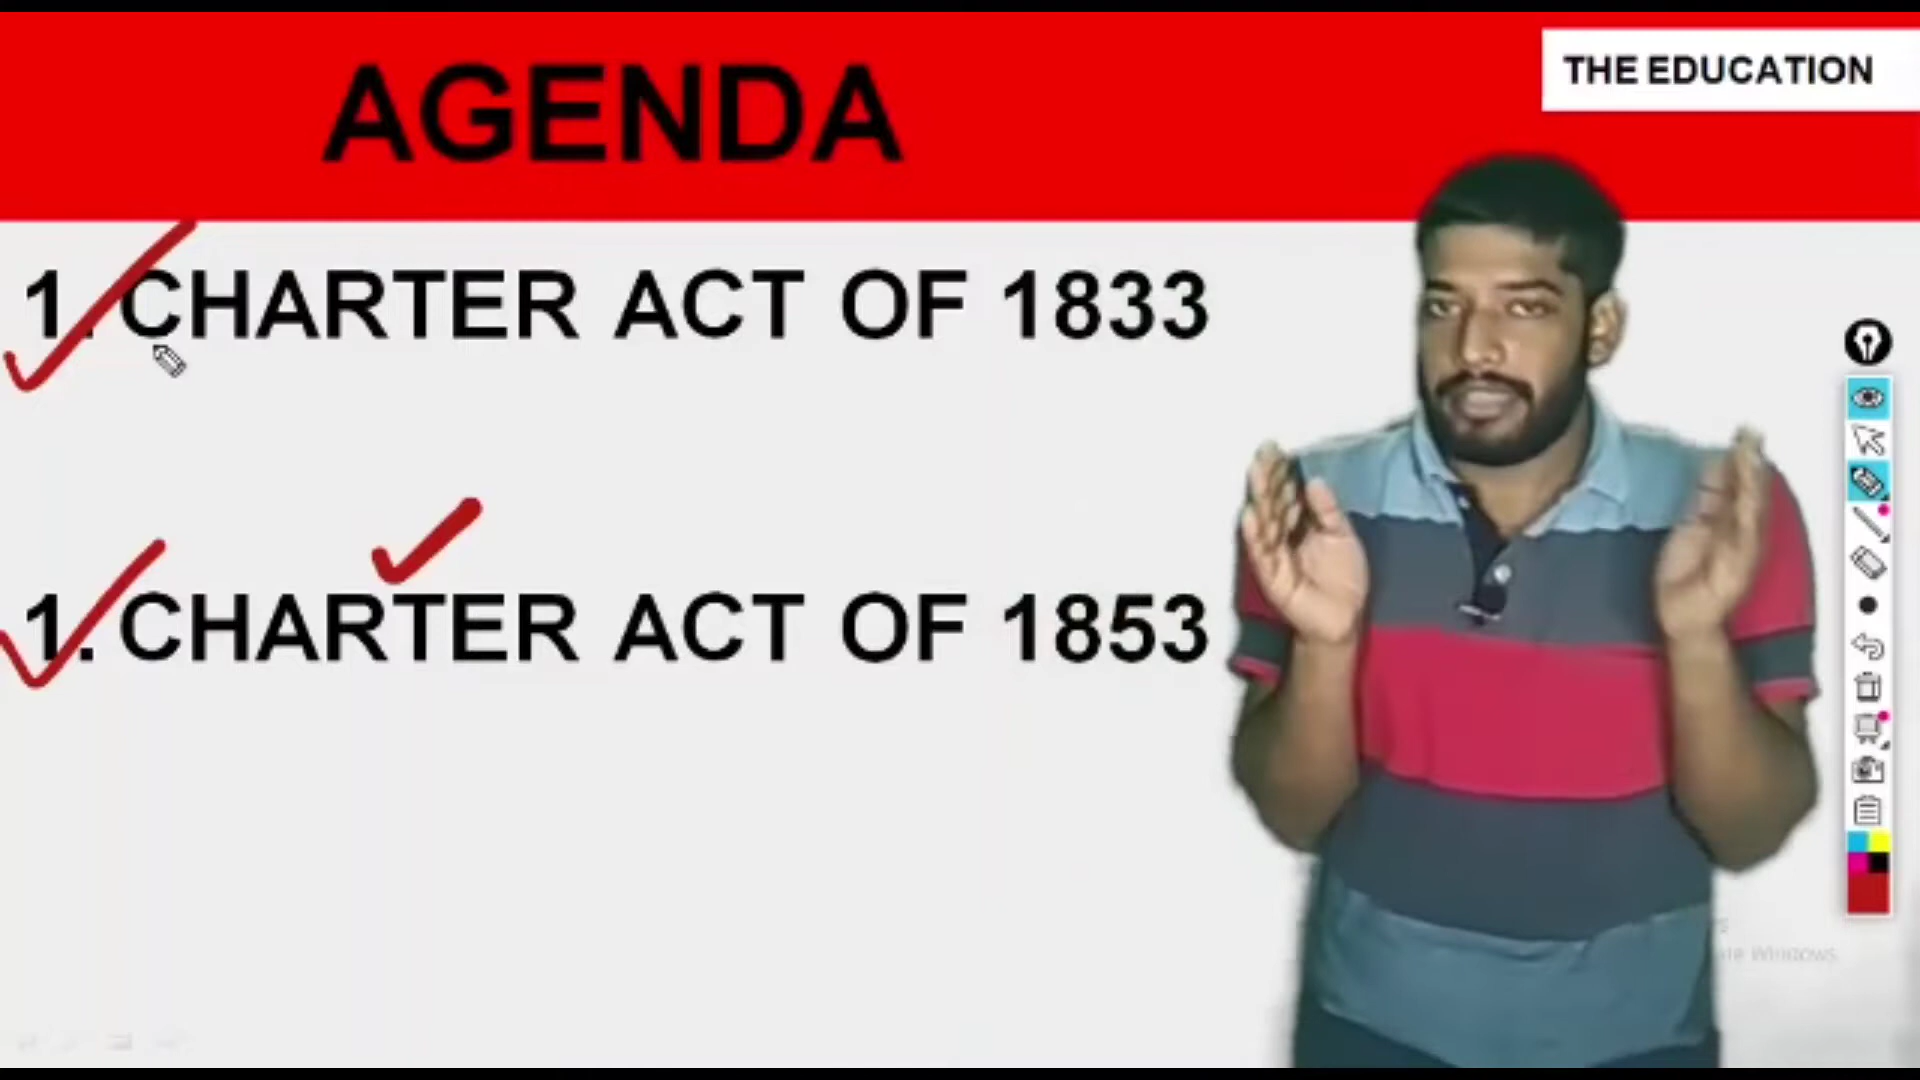 AGENDA
THE EDUCATION
1. CHARTER ACT OF 1833
1. CHARTER ACT OF 1853